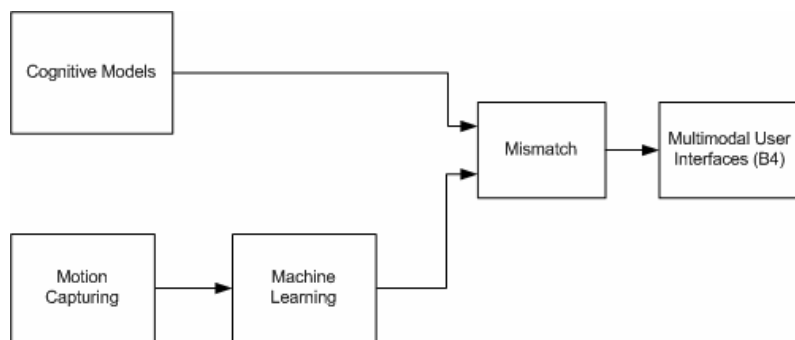 Cognitive Models
Mismatch
Multimodal User
Interfaces (B4)
Motion
Capturing
Machine
Learning